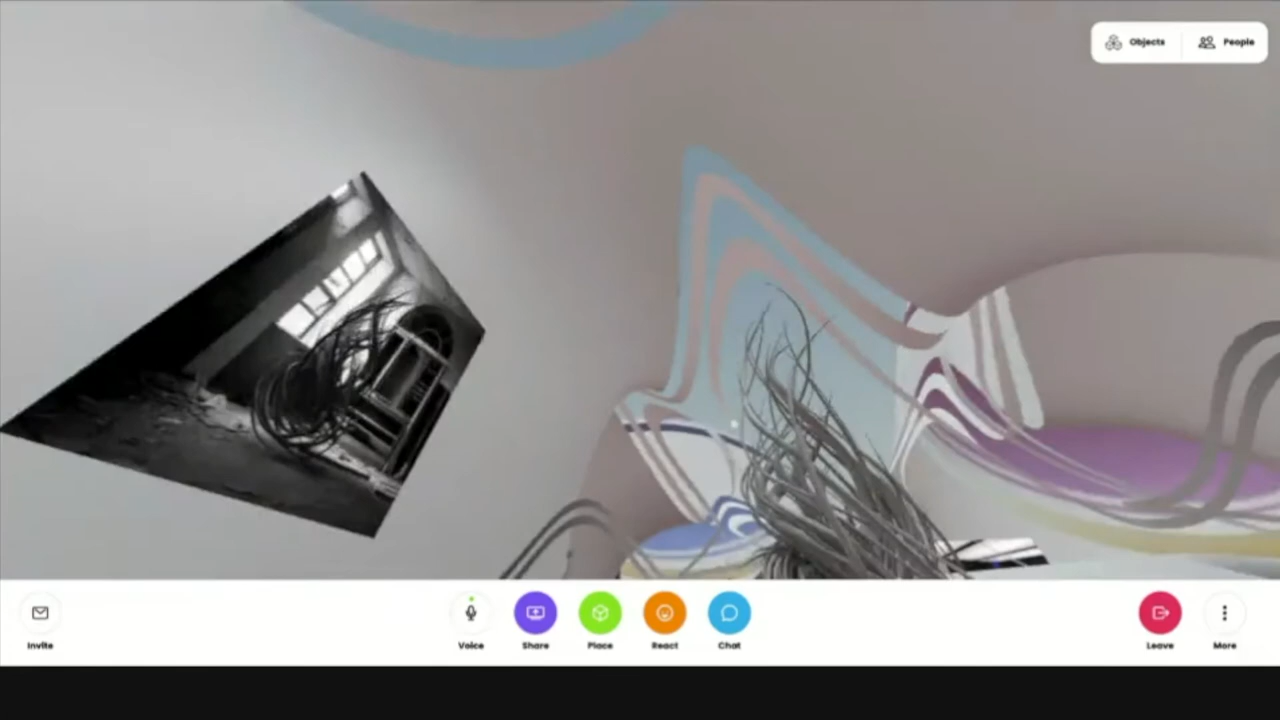 Objects
People
Invite
Voice
Share
Place
React
Chat
Leave
More